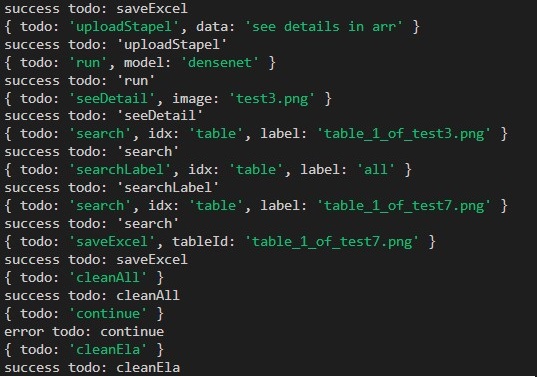 success todo: saveExcel
{ todo: 'uploadStapel', data: 'see details in arr' }
success todo: 'uploadStapel'
{ todo: 'run', model: 'densenet' }
success todo: 'run'
{ todo: 'seeDetail', image: 'test3.png' }
success todo: 'seeDetail'
{ todo: 'search', idx: 'table', label: 'table_1_of_test3.png' }
success todo: 'search'
{ todo: 'searchLabel', idx: 'table', label: 'all' }
success todo: 'searchLabel'
{ todo: 'search', idx: 'table', label: 'table_1_of_test7.png' }
success todo: 'search'
{ todo: 'saveExcel', tableId: 'table_1_of_test7.png' }
success todo: saveExcel
{ todo: 'cleanAll' }
success todo: cleanAll
{ todo: 'continue' }
error todo: continue
{ todo: 'cleanEla' }
success todo: cleanEla